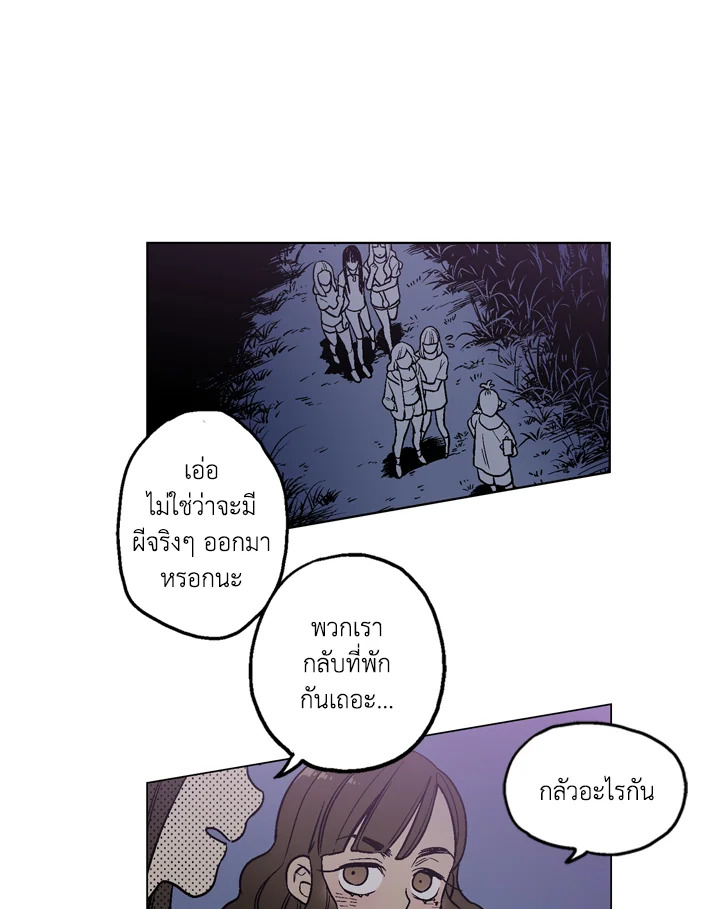 เอ่อ
ไม่ใช่ว่าจะมี
ผีจริงๆ ออกมา
หรอกนะ
พวกเรา
กลับที่พัก
กันเถอะ...
กลัวอะไรกัน